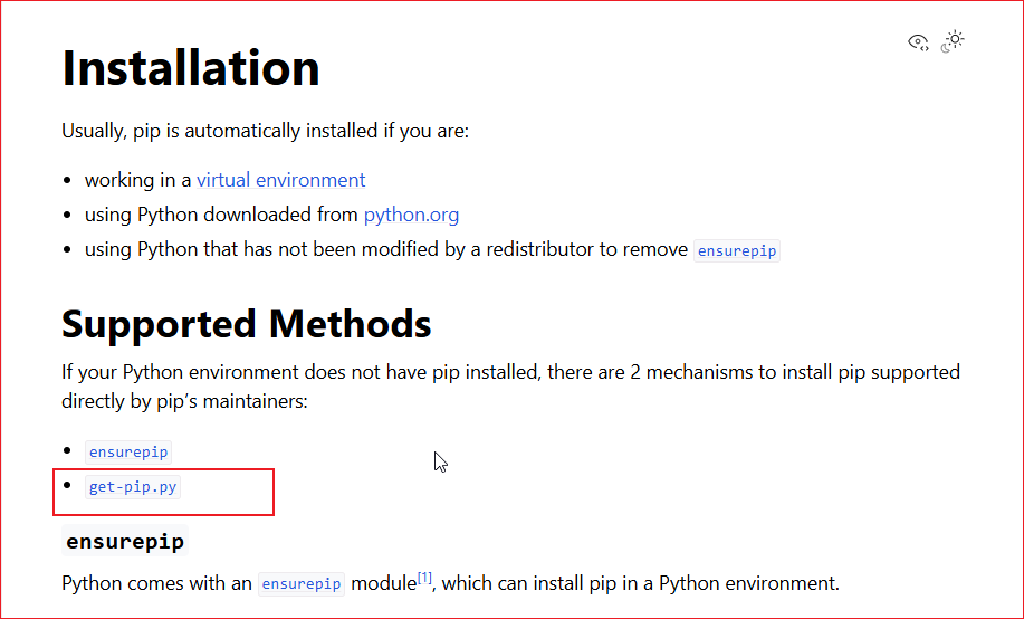 Installation
Usually, pip is automatically installed if you are:
• working in a virtual environment
• using Python downloaded from python.org
• using Python that has not been modified by a redistributor to remove ensurepip
Supported Methods
If your Python environment does not have pip installed, there are 2 mechanisms to install pip supported
directly by pip’s maintainers:
• ensurepip
• get-pip.py
ensurepip
Python comes with an ensurepip module[1], which can install pip in a Python environment.